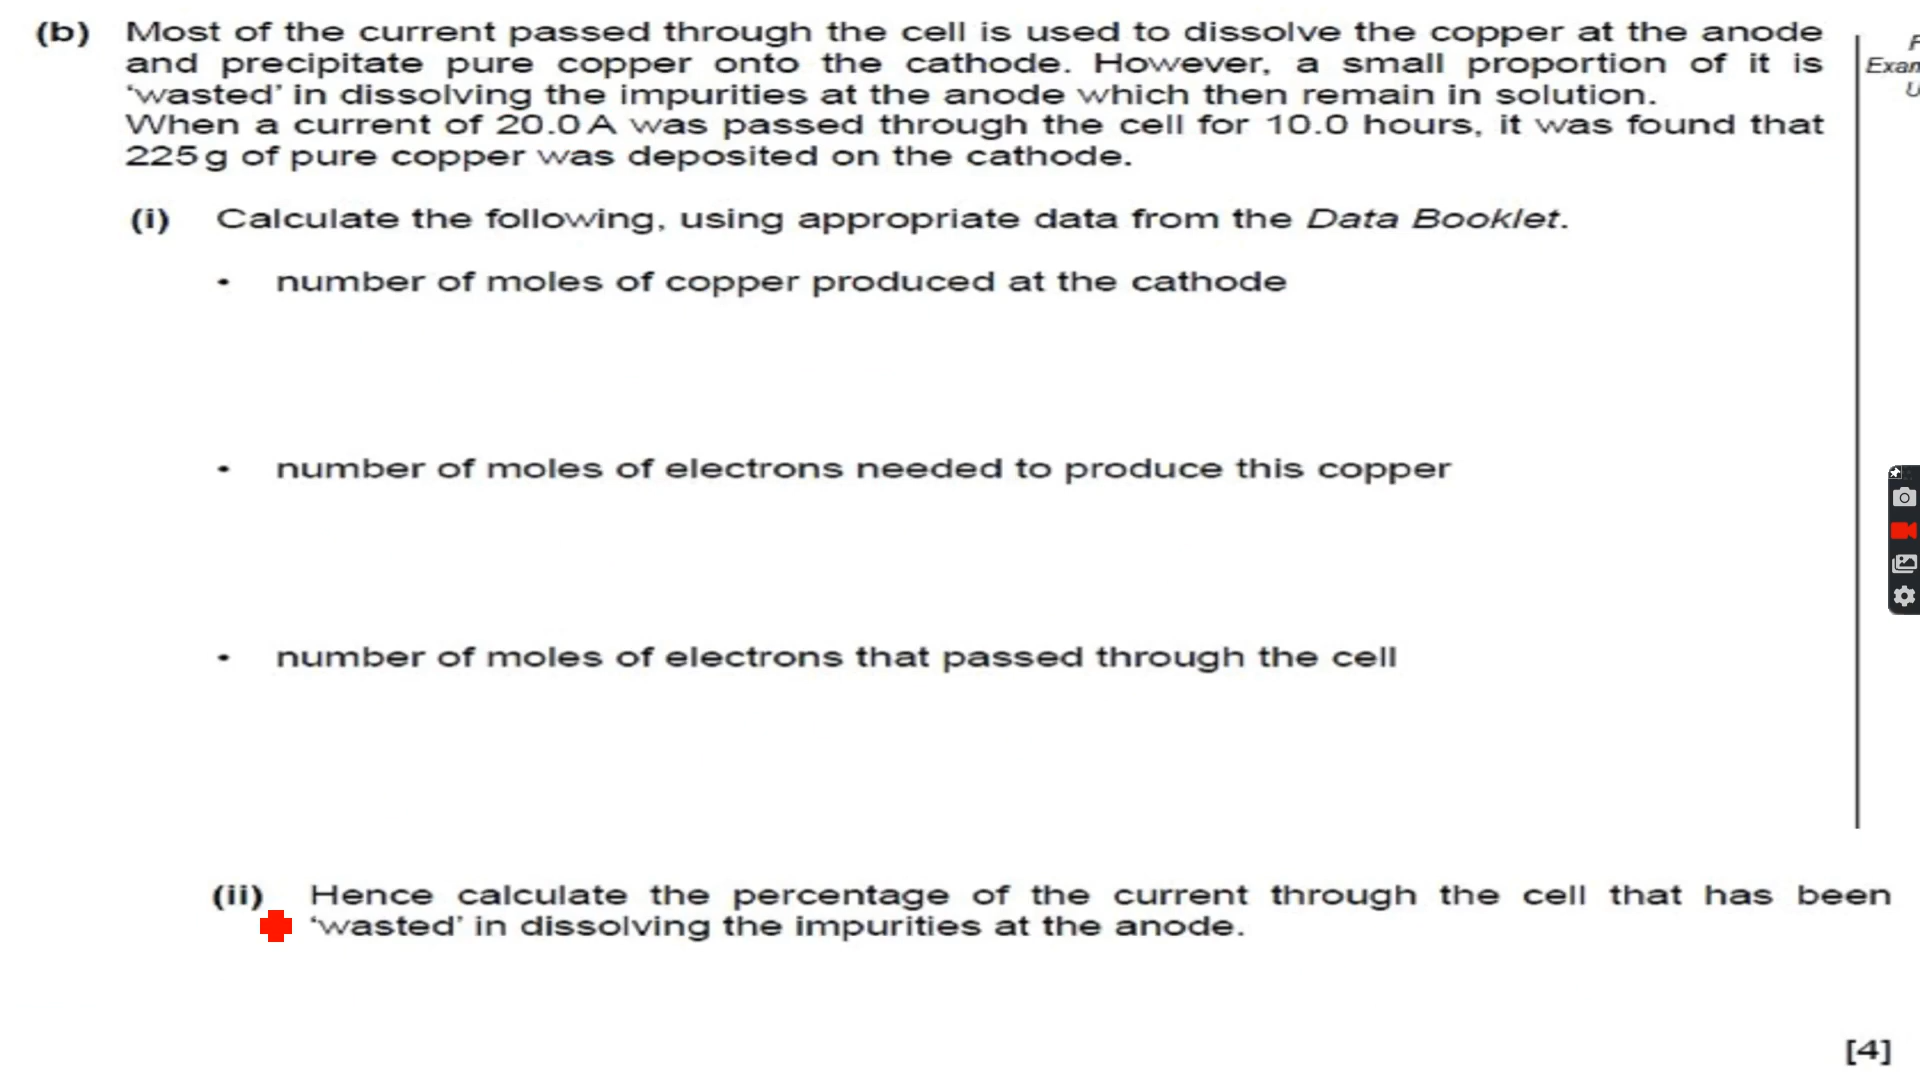 (b) Most of the current passed through the cell is used to dissolve the copper at the anode
and precipitate pure copper onto the cathode. However, a small proportion of it is
‘wasted’ in dissolving the impurities at the anode which then remain in solution.
When a current of 20.0 A was passed through the cell for 10.0 hours, it was found that
225 g of pure copper was deposited on the cathode.
(i) Calculate the following, using appropriate data from the Data Booklet.
• number of moles of copper produced at the cathode
• number of moles of electrons needed to produce this copper
• number of moles of electrons that passed through the cell
(ii) Hence calculate the percentage of the current through the cell that has been
‘wasted’ in dissolving the impurities at the anode.
[4]